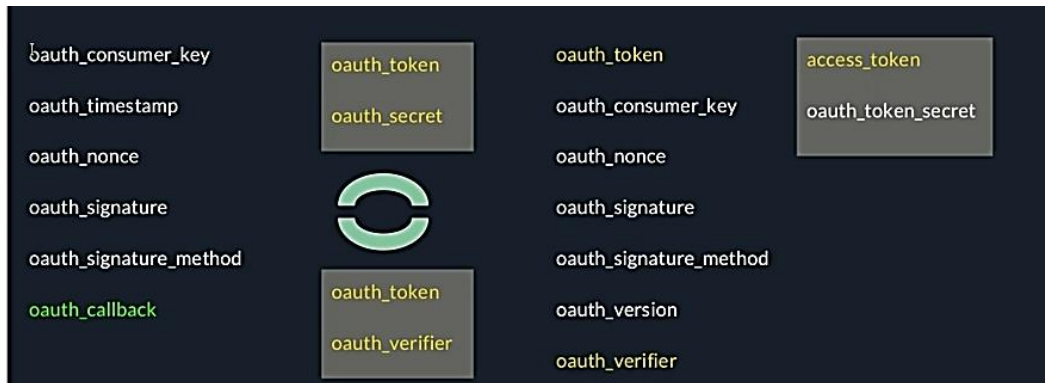 oauth_consumer_key
oauth_timestamp
oauth_nonce
oauth_signature
oauth_signature_method
oauth_callback
oauth_token
oauth_secret
oauth_token
oauth_verifier
oauth_token
oauth_consumer_key
oauth_nonce
oauth_signature
oauth_signature_method
oauth_version
oauth_verifier
access_token
oauth_token_secret